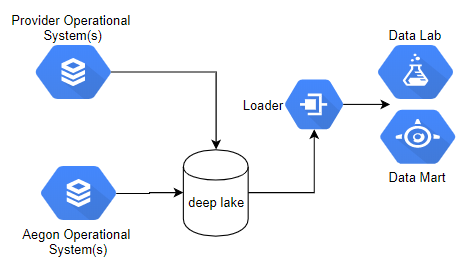 Provider Operational
System(s)
Data Lab
Loader
deep lake
Data Mart
Aegon Operational
System(s)